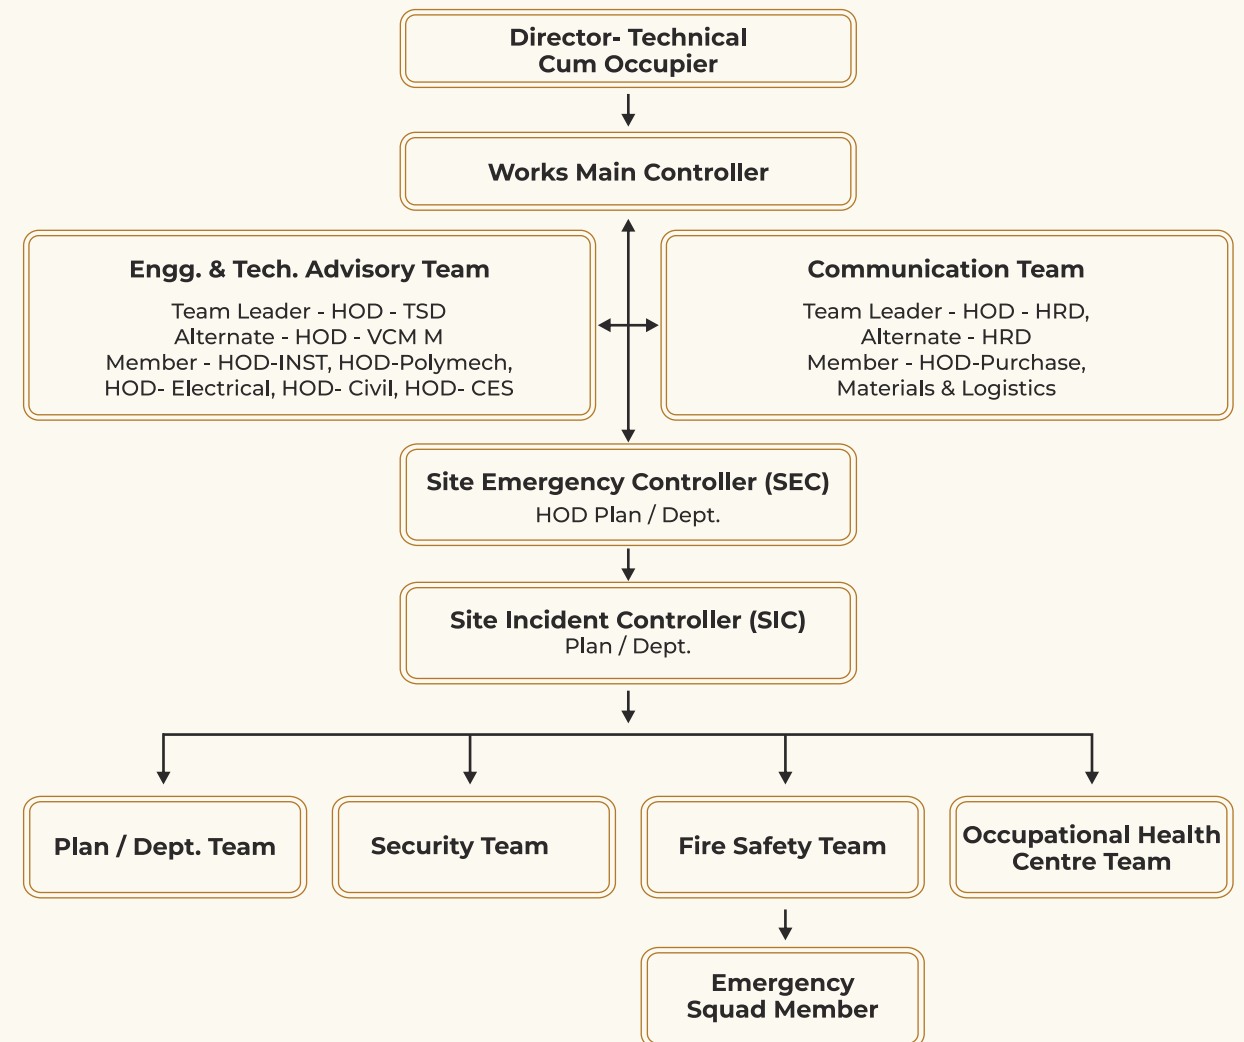 Director- Technical
Cum Occupier
Works Main Controller
Engg. & Tech. Advisory Team
Team Leader - HOD - TSD
Alternate - HOD - VCM M
Member - HOD-INST, HOD-Polymech,
HOD- Electrical, HOD- Civil, HOD- CES
Communication Team
Team Leader - HOD - HRD,
Alternate - HRD
Member - HOD-Purchase,
Materials & Logistics
Site Emergency Controller (SEC)
HOD Plan / Dept.
Site Incident Controller (SIC)
Plan / Dept.
Plan / Dept. Team
Security Team
Fire Safety Team
Occupational Health
Centre Team
Emergency
Squad Member